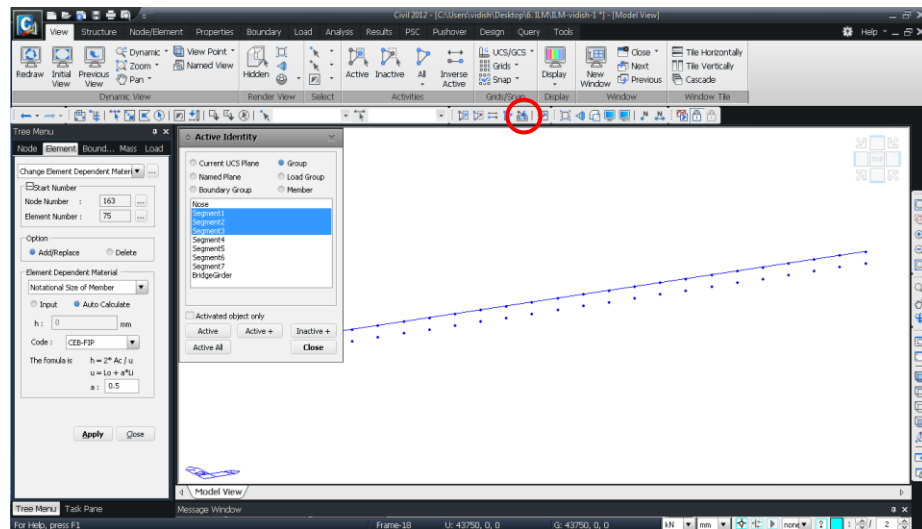 Civil 2012 - [C:\Users\vidish\Desktop\6. ILM\ILM-vidish-1 *] - [Model View]
View Structure Node/Element Properties Boundary Load Analysis Results PSC Pushover Design Query Tools Help
Redraw Initial View Previous View Dynamic Zoom Pan View Point Named View Hidden Active Inactive All Inverse Active UCS/GCS Grids Snap Display New Window Close Next Previous Tile Horizontally Tile Vertically Cascade
Dynamic View Render View Select Activities Grids/Snap Display Window Window Tile
Tree Menu
Node Element Bound... Mass Load
Change Element Dependent Materi ...
Start Number
Node Number : 163 ...
Element Number : 75 ...
Option
Add/Replace Delete
Element Dependent Material
Notational Size of Member
Input Auto Calculate
h : 0 mm
Code : CEB-FIP
The fomula is h = 2* Ac / u
u = Lo + a*Li
a : 0.5
Apply Close
Active Identity
Current UCS Plane Group
Named Plane Load Group
Boundary Group Member
Nose
Segment1
Segment2
Segment3
Segment4
Segment5
Segment6
Segment7
BridgeGirder
Activated object only
Active Active + Inactive +
Active All Close
TOP
Model View
Tree Menu Task Pane Message Window
For Help, press F1 Frame-18 U: 43750, 0, 0 G: 43750, 0, 0 kN mm none ? 1 / 2